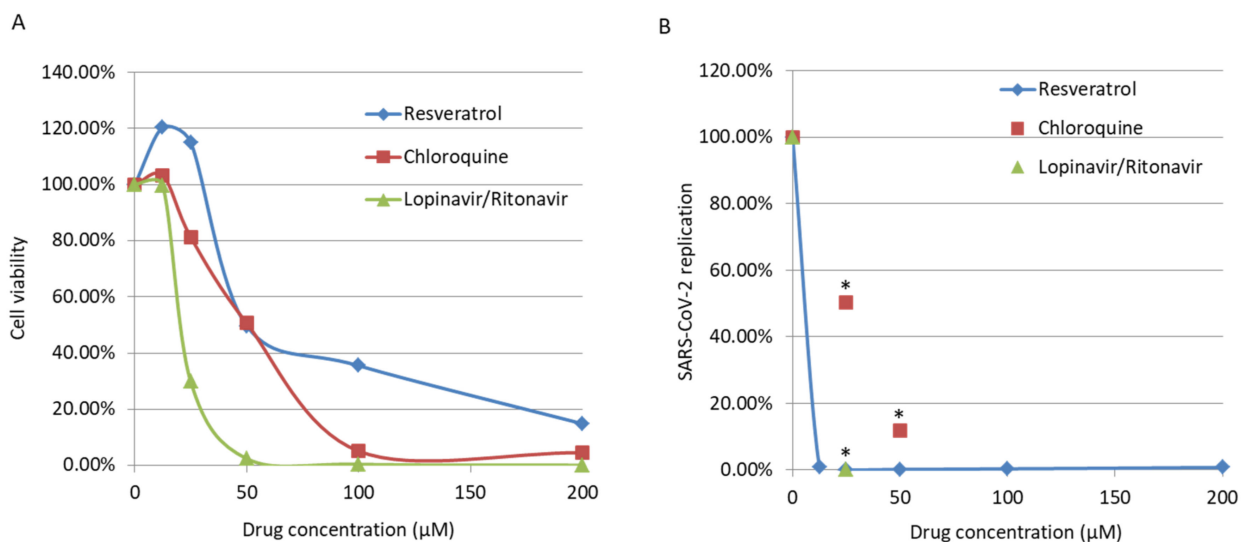 A
140.00%
120.00%
100.00%
80.00%
60.00%
40.00%
20.00%
0.00%
Cell viability
Resveratrol
Chloroquine
Lopinavir/Ritonavir
0 50 100 150 200
Drug concentration (µM)
B
120.00%
100.00%
80.00%
60.00%
40.00%
20.00%
0.00%
SARS-CoV-2 replication
Resveratrol
Chloroquine
Lopinavir/Ritonavir
*
*
*
0 50 100 150 200
Drug concentration (µM)